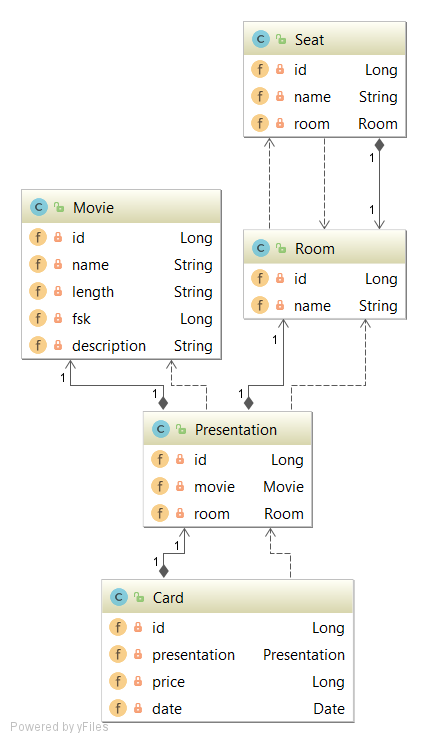 C Seat
f id Long
f name String
f room Room
1
1
C Movie
f id Long
f name String
f length String
f fsk Long
f description String
C Room
f id Long
f name String
1
1
1
1
C Presentation
f id Long
f movie Movie
f room Room
1
1
C Card
f id Long
f presentation Presentation
f price Long
f date Date
Powered by yFiles